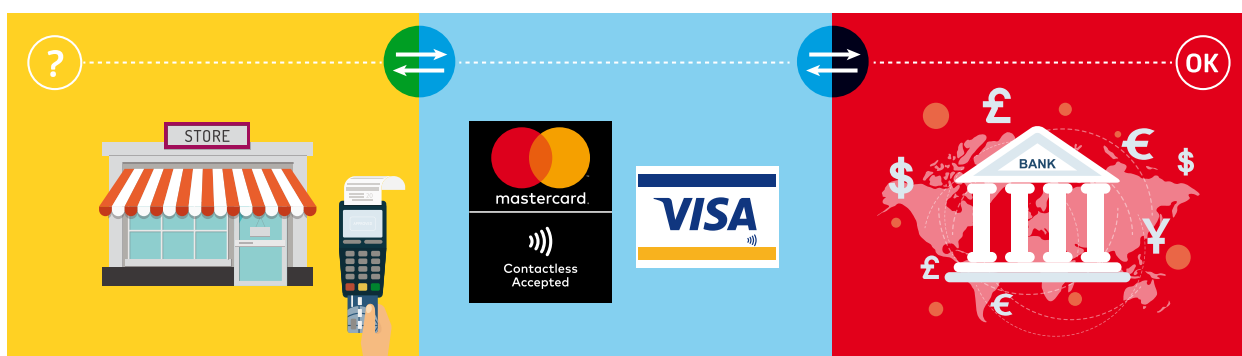 ?
OK
STORE
mastercard.
Contactless
Accepted
VISA
BANK
£
€
$
$
¥
£
€